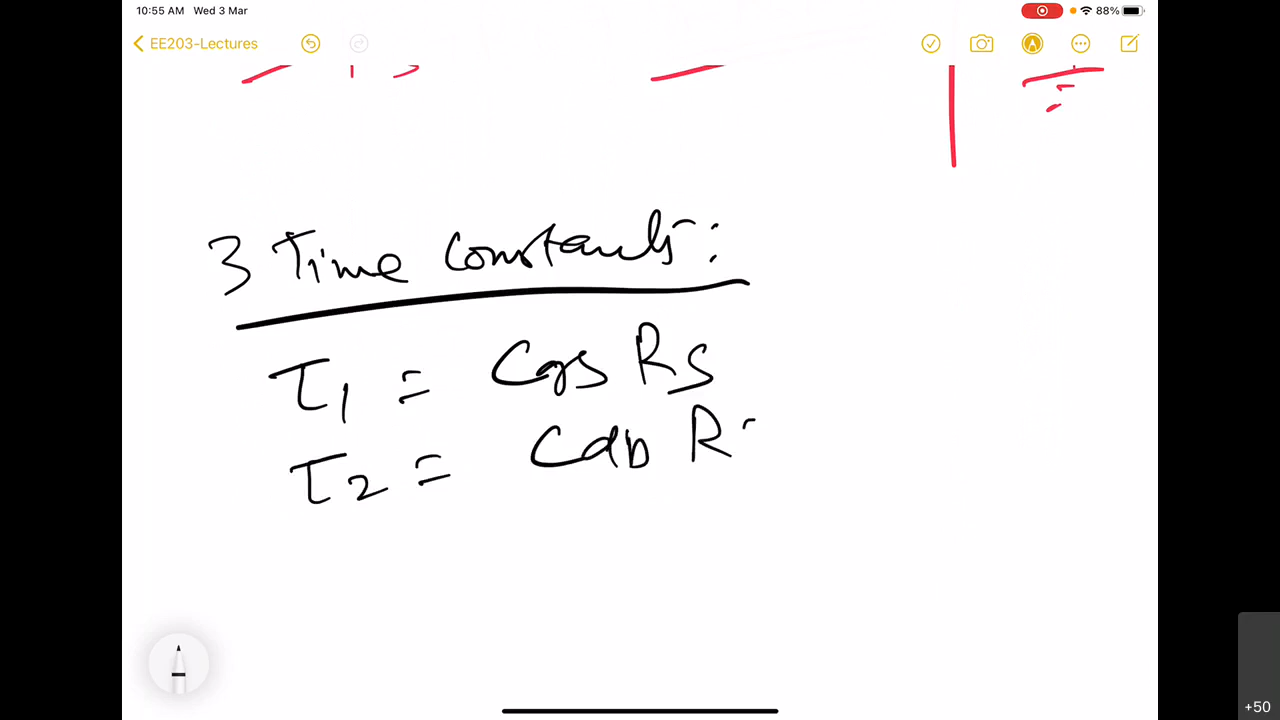 10:55 AM Wed 3 Mar
88%
EE203-Lectures
3 Time constants:
τ1 = Cgs Rs
τ2 = Cdb R
+50